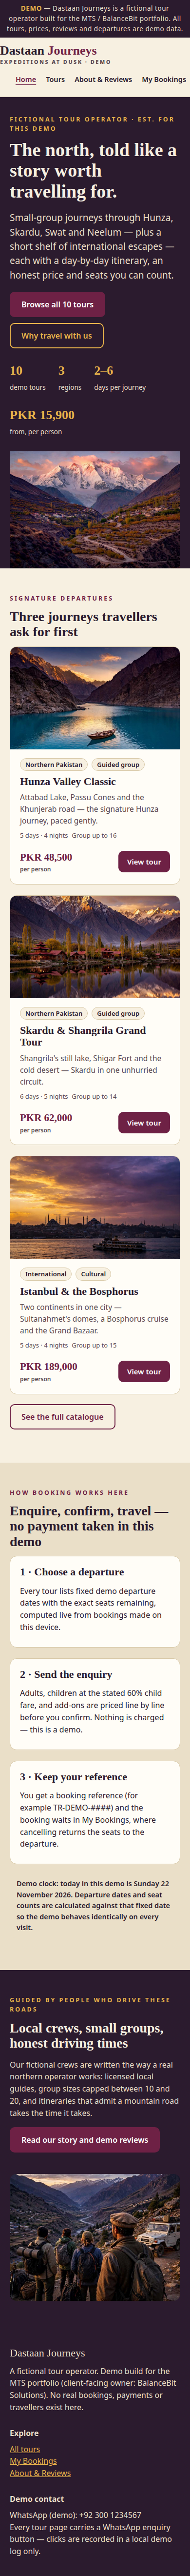 DEMO — Dastaan Journeys is a fictional tour
operator built for the MTS / BalanceBit portfolio. All
tours, prices, reviews and departures are demo data.
Dastaan Journeys
EXPEDITIONS AT DUSK · DEMO
Home Tours About & Reviews My Bookings
FICTIONAL TOUR OPERATOR · EST. FOR
THIS DEMO
The north, told like a
story worth
travelling for.
Small-group journeys through Hunza,
Skardu, Swat and Neelum — plus a
short shelf of international escapes —
each with a day-by-day itinerary, an
honest price and seats you can count.
Browse all 10 tours
Why travel with us
10 3 2–6
demo tours regions days per journey
PKR 15,900
from, per person
SIGNATURE DEPARTURES
Three journeys travellers
ask for first
Northern Pakistan Guided group
Hunza Valley Classic
Attabad Lake, Passu Cones and the
Khunjerab road — the signature Hunza
journey, paced gently.
5 days · 4 nights Group up to 16
PKR 48,500
per person
View tour
Northern Pakistan Guided group
Skardu & Shangrila Grand
Tour
Shangrila's still lake, Shigar Fort and the
cold desert — Skardu in one unhurried
circuit.
6 days · 5 nights Group up to 14
PKR 62,000
per person
View tour
International Cultural
Istanbul & the Bosphorus
Two continents in one city —
Sultanahmet's domes, a Bosphorus cruise
and the Grand Bazaar.
5 days · 4 nights Group up to 15
PKR 189,000
per person
View tour
See the full catalogue
HOW BOOKING WORKS HERE
Enquire, confirm, travel —
no payment taken in this
demo
1 · Choose a departure
Every tour lists fixed demo departure
dates with the exact seats remaining,
computed live from bookings made on
this device.
2 · Send the enquiry
Adults, children at the stated 60% child
fare, and add-ons are priced line by line
before you confirm. Nothing is charged
— this is a demo.
3 · Keep your reference
You get a booking reference (for
example TR-DEMO-####) and the
booking waits in My Bookings, where
cancelling returns the seats to the
departure.
Demo clock: today in this demo is Sunday 22
November 2026. Departure dates and seat
counts are calculated against that fixed date
so the demo behaves identically on every
visit.
GUIDED BY PEOPLE WHO DRIVE THESE
ROADS
Local crews, small groups,
honest driving times
Our fictional crews are written the way a real
northern operator works: licensed local
guides, group sizes capped between 10 and
20, and itineraries that admit a mountain road
takes the time it takes.
Read our story and demo reviews
Dastaan Journeys
A fictional tour operator. Demo build for the
MTS portfolio (client-facing owner: BalanceBit
Solutions). No real bookings, payments or
travellers exist here.
Explore
All tours
My Bookings
About & Reviews
Demo contact
WhatsApp (demo): +92 300 1234567
Every tour page carries a WhatsApp enquiry
button — clicks are recorded in a local demo
log only.